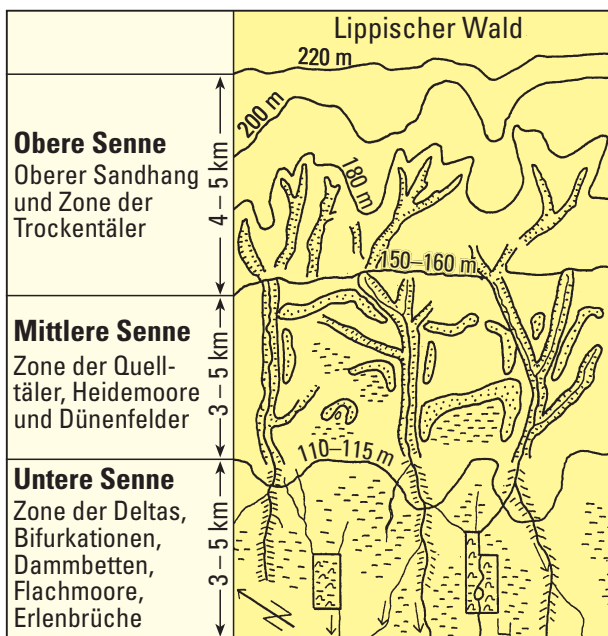 Lippischer Wald
220 m
200 m
Obere Senne
Oberer Sandhang
und Zone der
Trockentäler
4 – 5 km
180 m
150–160 m
Mittlere Senne
Zone der Quell-
täler, Heidemoore
und Dünenfelder
3 – 5 km
110–115 m
Untere Senne
Zone der Deltas,
Bifurkationen,
Dammbetten,
Flachmoore,
Erlenbrüche
3 – 5 km